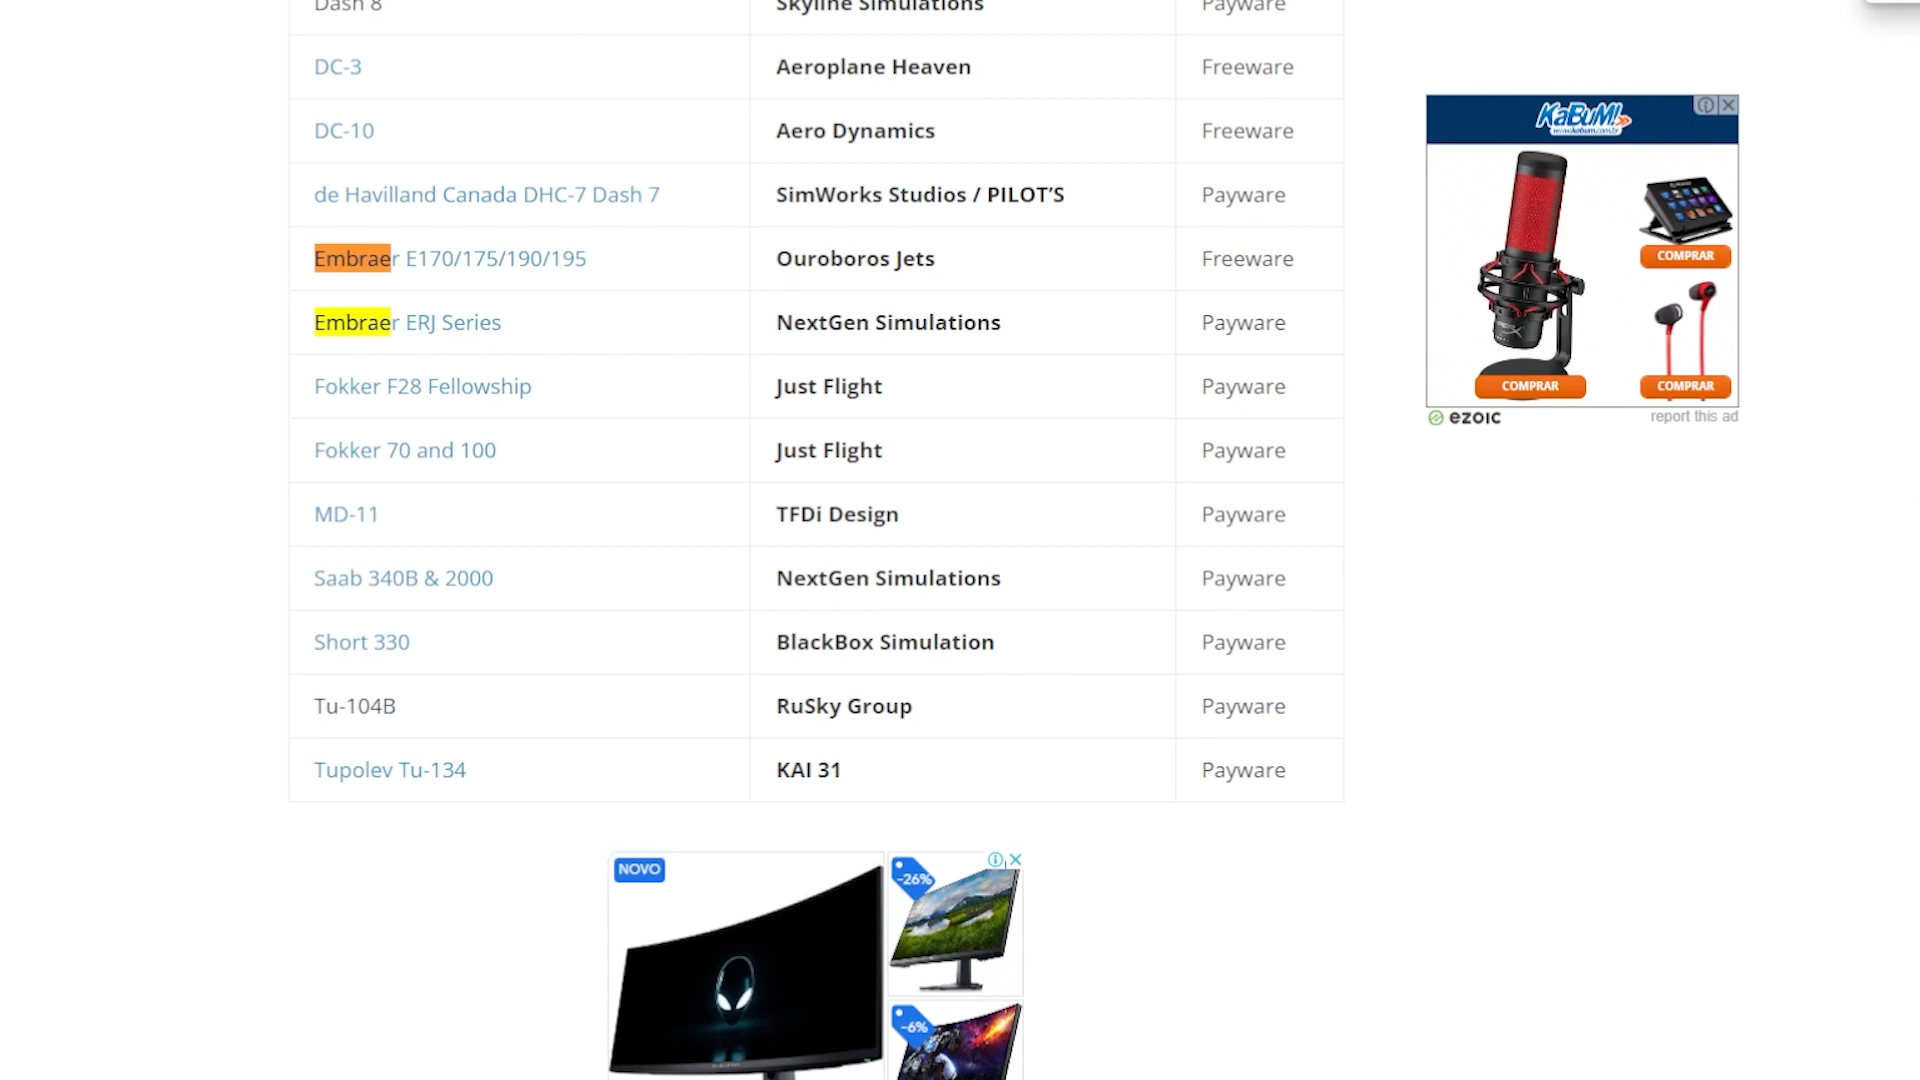 Dash 8 Skyline Simulations Payware
DC-3 Aeroplane Heaven Freeware
DC-10 Aero Dynamics Freeware
de Havilland Canada DHC-7 Dash 7 SimWorks Studios / PILOT’S Payware
Embraer E170/175/190/195 Ouroboros Jets Freeware
Embraer ERJ Series NextGen Simulations Payware
Fokker F28 Fellowship Just Flight Payware
Fokker 70 and 100 Just Flight Payware
MD-11 TFDi Design Payware
Saab 340B & 2000 NextGen Simulations Payware
Short 330 BlackBox Simulation Payware
Tu-104B RuSky Group Payware
Tupolev Tu-134 KAI 31 Payware
KaBuM!
www.kabum.com.br
COMPRAR
COMPRAR
COMPRAR
ezoic
report this ad
NOVO
-26%
-6%